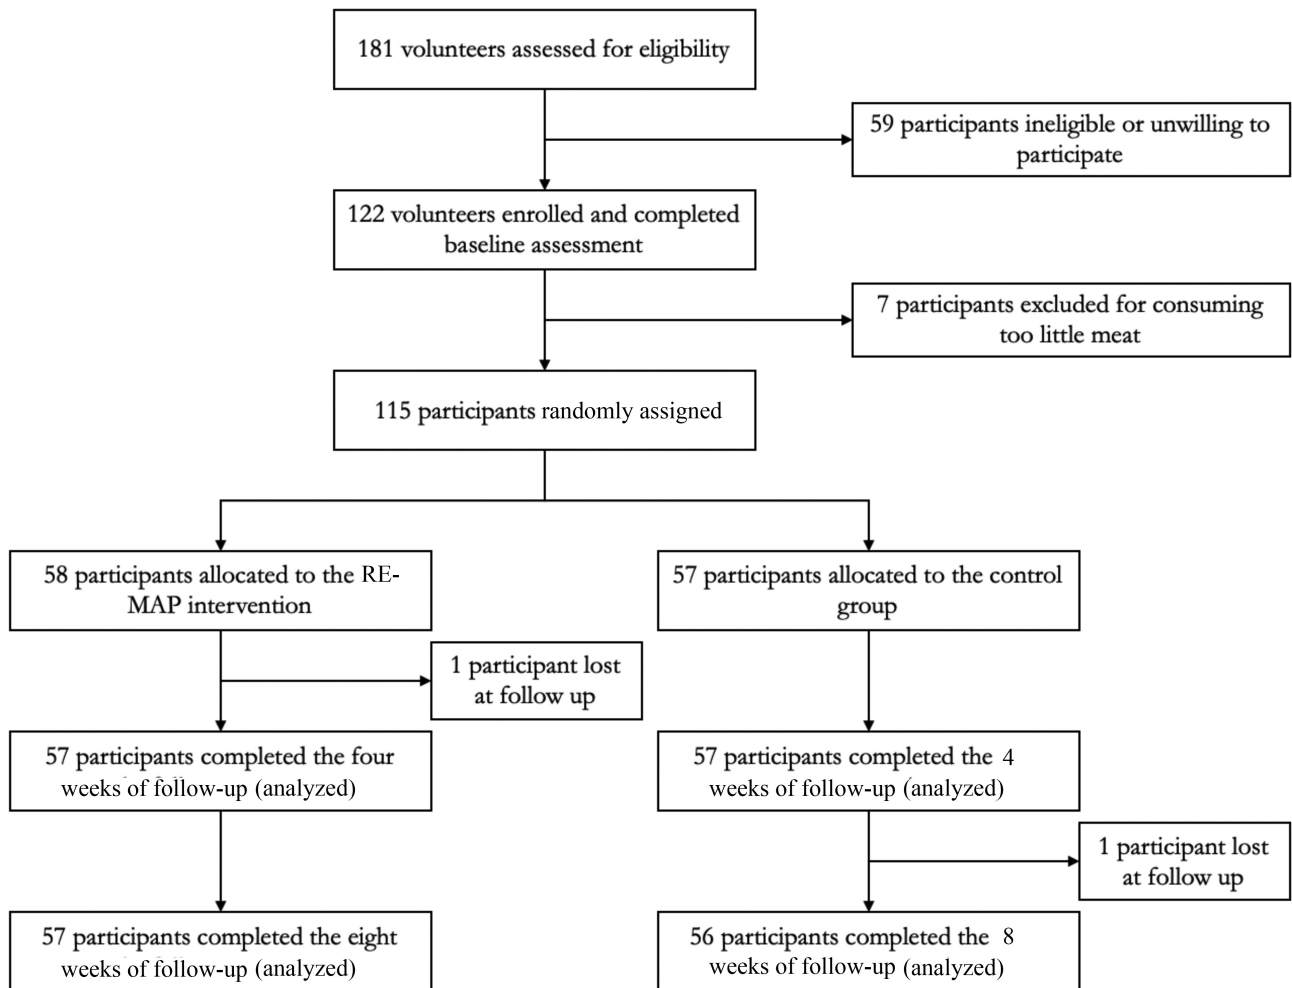 181 volunteers assessed for eligibility
59 participants ineligible or unwilling to
participate
122 volunteers enrolled and completed
baseline assessment
7 participants excluded for consuming
too little meat
115 participants randomly assigned
58 participants allocated to the RE-
MAP intervention
57 participants allocated to the control
group
1 participant lost
at follow up
57 participants completed the four
weeks of follow-up (analyzed)
57 participants completed the 4
weeks of follow-up (analyzed)
1 participant lost
at follow up
57 participants completed the eight
weeks of follow-up (analyzed)
56 participants completed the 8
weeks of follow-up (analyzed)